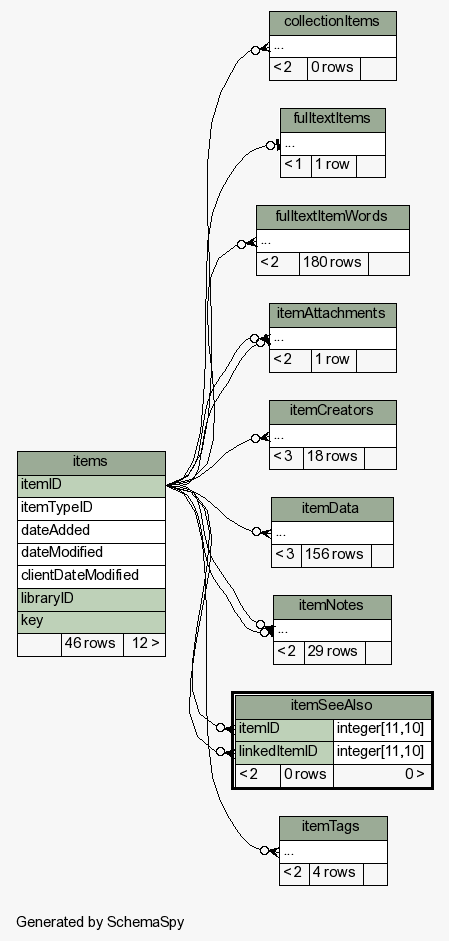 collectionItems
...
< 2 0 rows
fulltextItems
...
< 1 1 row
fulltextItemWords
...
< 2 180 rows
itemAttachments
...
< 2 1 row
itemCreators
...
< 3 18 rows
items
itemID
itemTypeID
dateAdded
dateModified
clientDateModified
libraryID
key
46 rows 12 >
itemData
...
< 3 156 rows
itemNotes
...
< 2 29 rows
itemSeeAlso
itemID integer[11,10]
linkedItemID integer[11,10]
< 2 0 rows 0 >
itemTags
...
< 2 4 rows
Generated by SchemaSpy